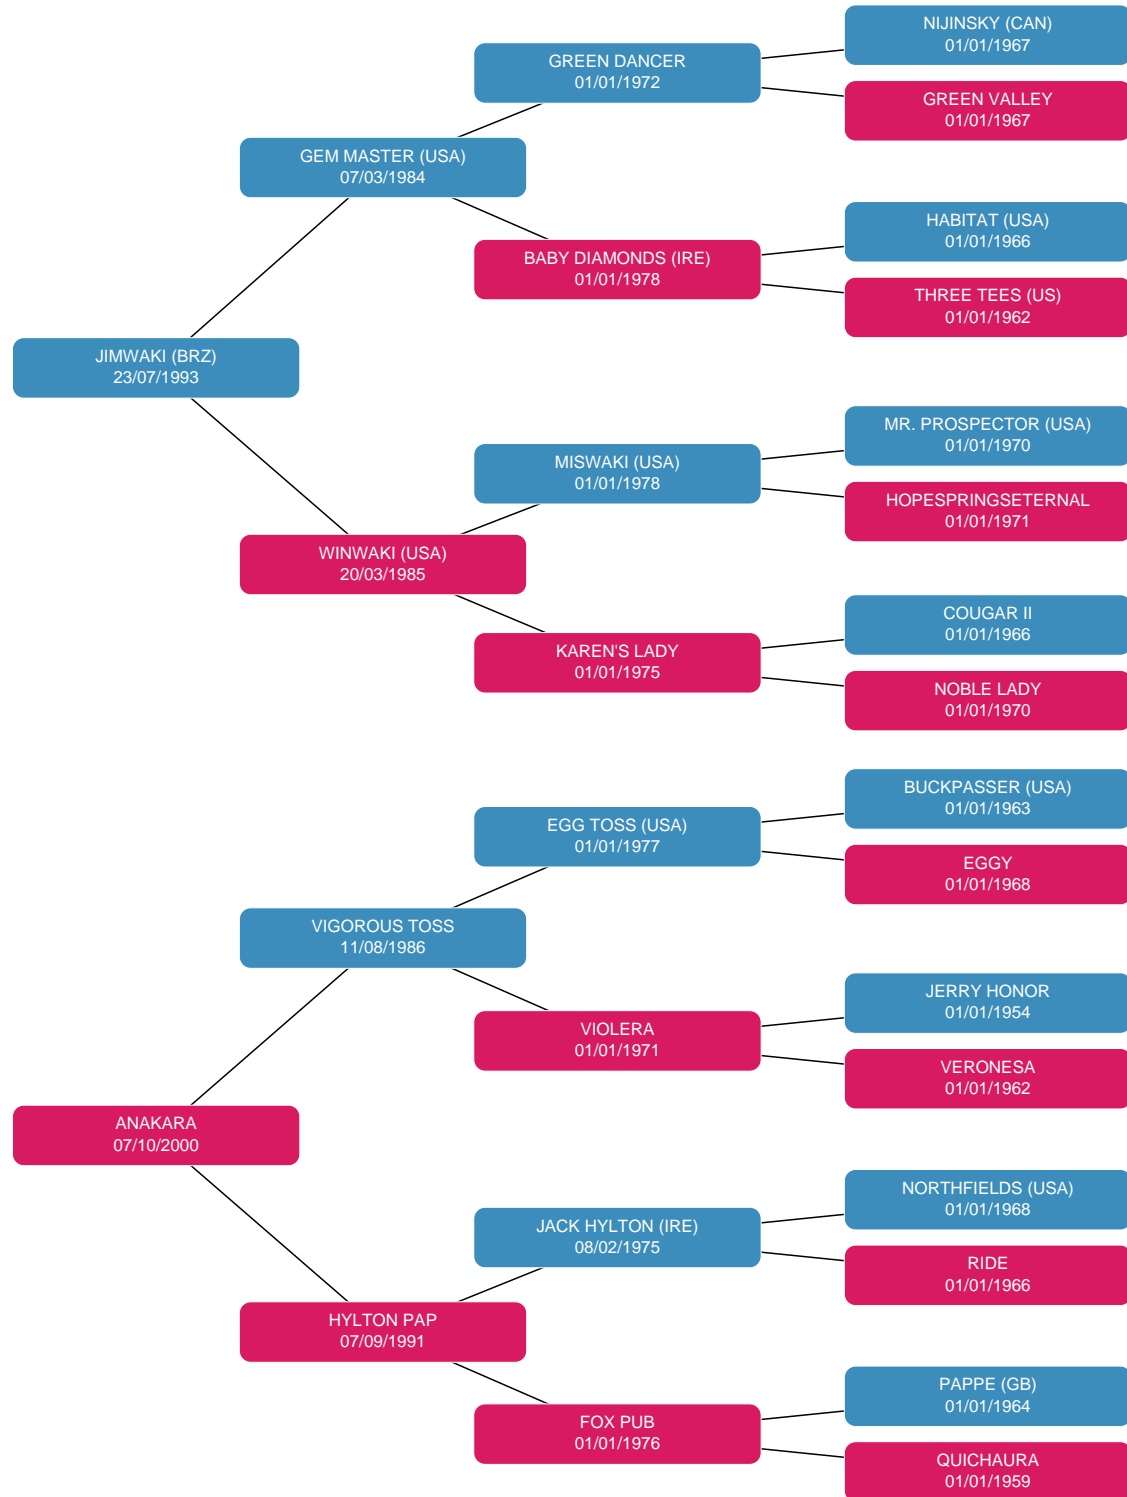 NIJINSKY (CAN)
01/01/1967
GREEN DANCER
01/01/1972
GREEN VALLEY
01/01/1967
GEM MASTER (USA)
07/03/1984
HABITAT (USA)
01/01/1966
BABY DIAMONDS (IRE)
01/01/1978
THREE TEES (US)
01/01/1962
JIMWAKI (BRZ)
23/07/1993
MR. PROSPECTOR (USA)
01/01/1970
MISWAKI (USA)
01/01/1978
HOPESPRINGSETERNAL
01/01/1971
WINWAKI (USA)
20/03/1985
COUGAR II
01/01/1966
KAREN'S LADY
01/01/1975
NOBLE LADY
01/01/1970
BUCKPASSER (USA)
01/01/1963
EGG TOSS (USA)
01/01/1977
EGGY
01/01/1968
VIGOROUS TOSS
11/08/1986
JERRY HONOR
01/01/1954
VIOLERA
01/01/1971
VERONESA
01/01/1962
ANAKARA
07/10/2000
NORTHFIELDS (USA)
01/01/1968
JACK HYLTON (IRE)
08/02/1975
RIDE
01/01/1966
HYLTON PAP
07/09/1991
PAPPE (GB)
01/01/1964
FOX PUB
01/01/1976
QUICHAURA
01/01/1959